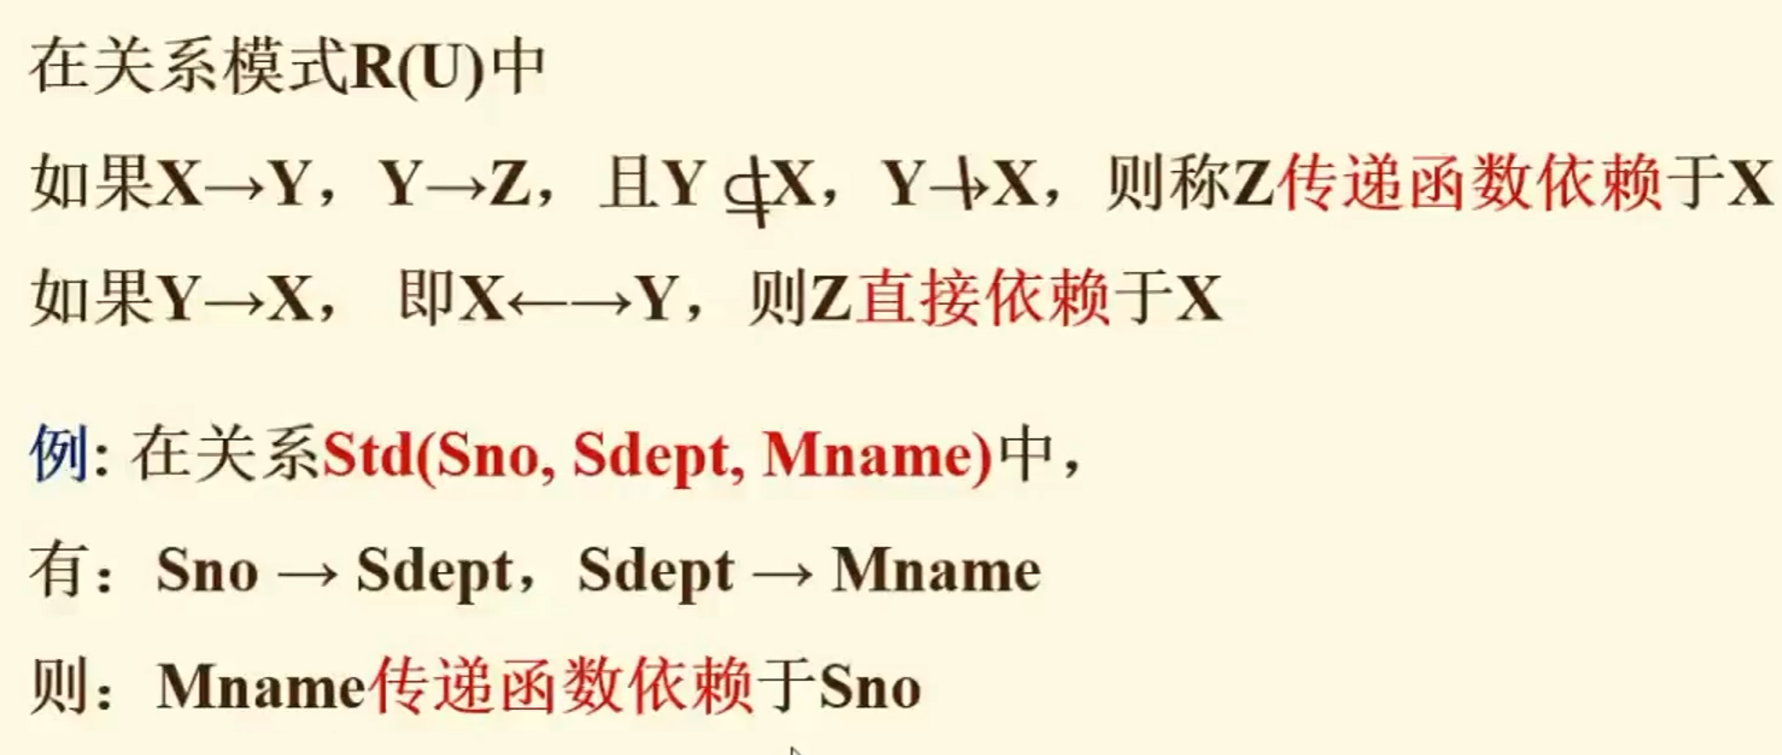 在关系模式R(U)中
如果X→Y，Y→Z，且Y⊈X，Y↛X，则称Z传递函数依赖于X
如果Y→X， 即X←→Y，则Z直接依赖于X
例: 在关系Std(Sno, Sdept, Mname)中，
有：Sno → Sdept，Sdept → Mname
则：Mname传递函数依赖于Sno